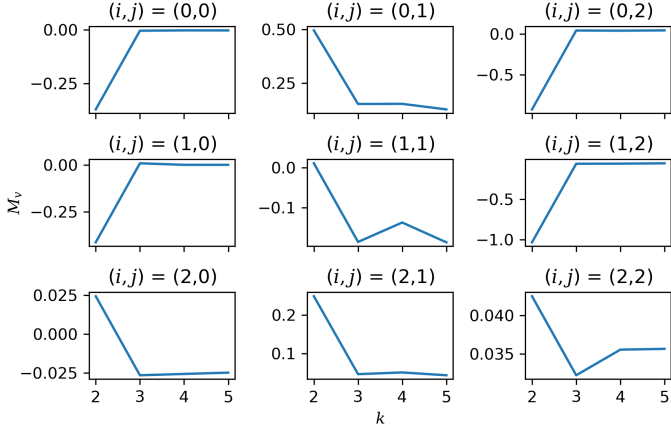 (i, j) = (0,0)
(i, j) = (0,1)
(i, j) = (0,2)
0.00
−0.25
0.50
0.25
0.0
−0.5
(i, j) = (1,0)
(i, j) = (1,1)
(i, j) = (1,2)
0.00
−0.25
0.0
−0.1
−0.5
−1.0
Mν
(i, j) = (2,0)
(i, j) = (2,1)
(i, j) = (2,2)
0.025
0.000
−0.025
0.2
0.1
0.040
0.035
2 3 4 5
2 3 4 5
2 3 4 5
k